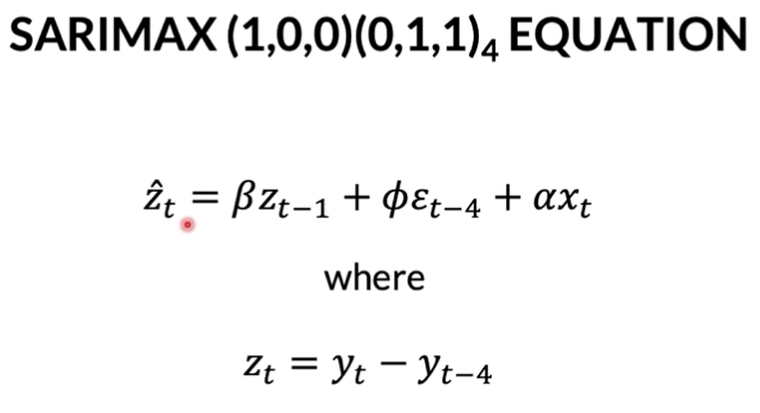 SARIMAX (1,0,0)(0,1,1)₄ EQUATION
ẑₜ = βzₜ₋₁ + ϕεₜ₋₄ + αxₜ
where
zₜ = yₜ − yₜ₋₄